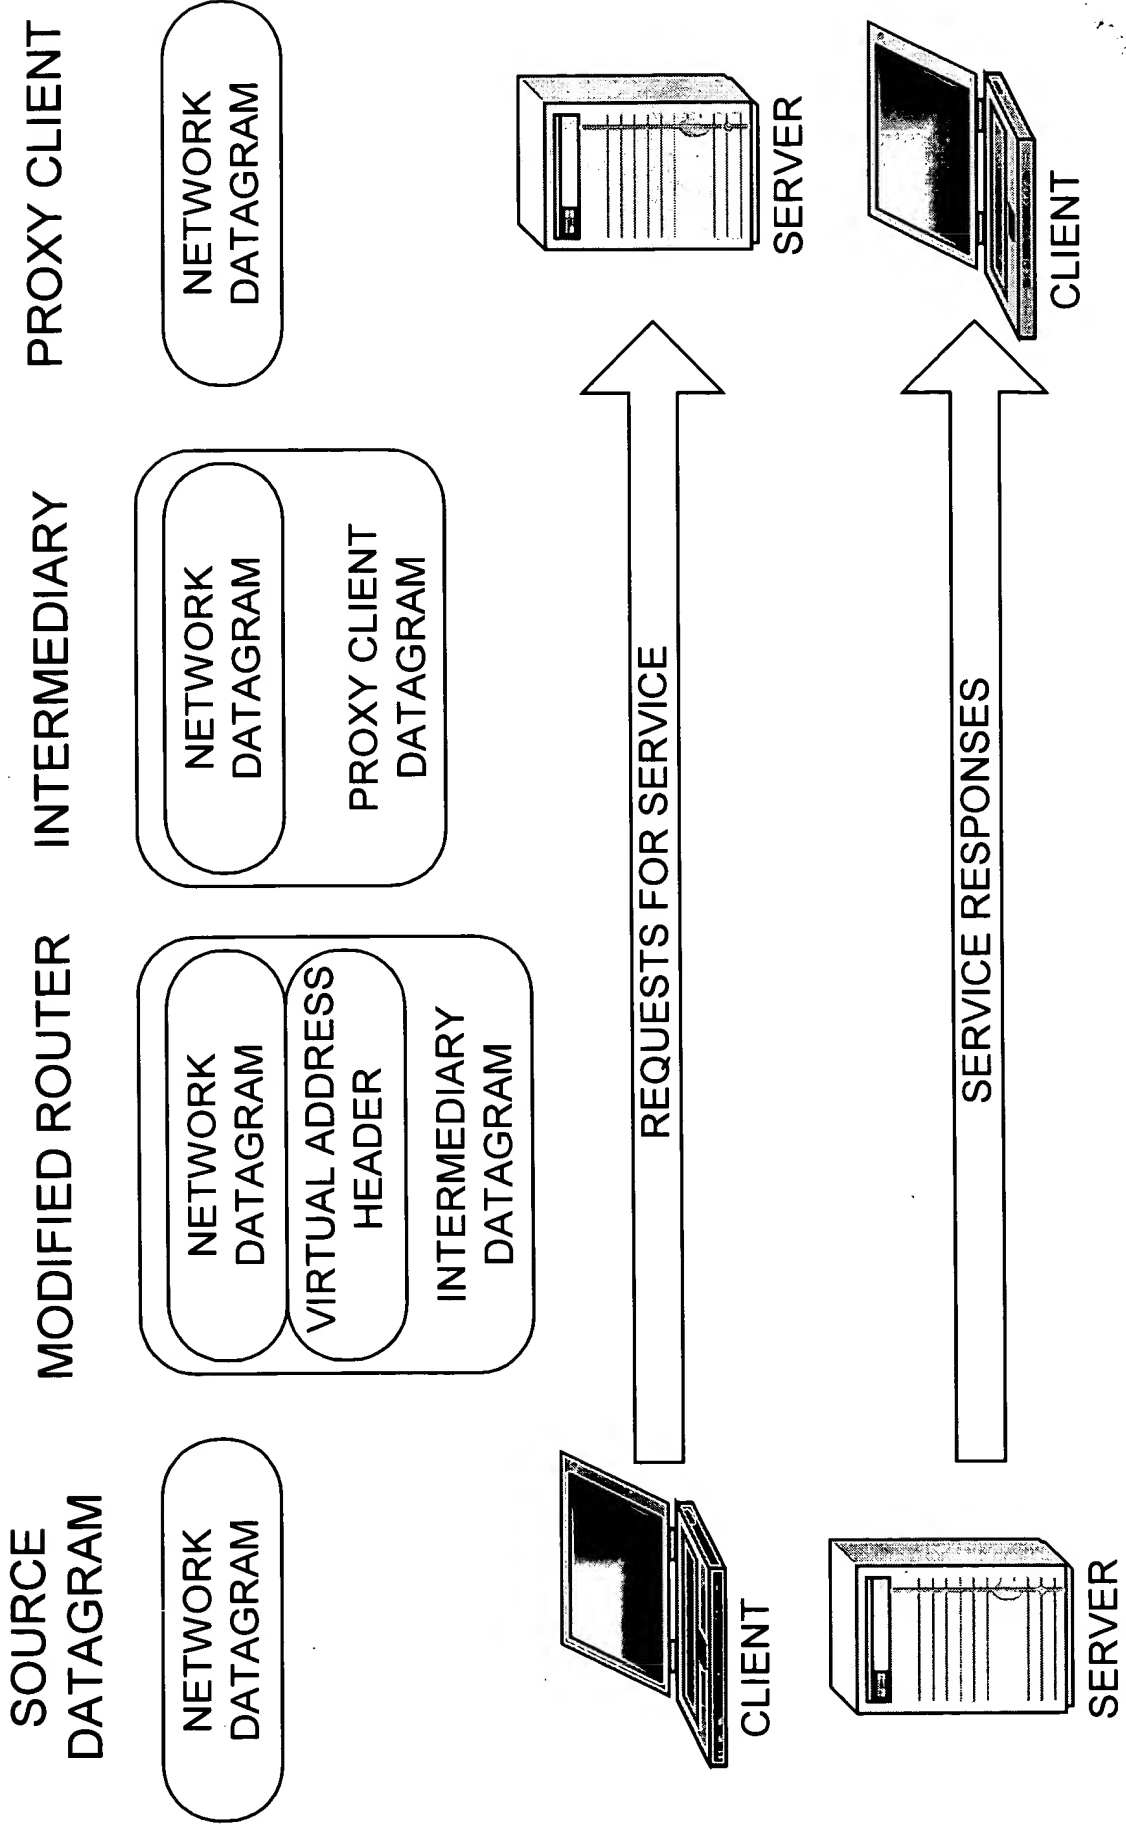 SOURCE
DATAGRAM
MODIFIED ROUTER
INTERMEDIARY
PROXY CLIENT
NETWORK
DATAGRAM
NETWORK
DATAGRAM
VIRTUAL ADDRESS
HEADER
INTERMEDIARY
DATAGRAM
NETWORK
DATAGRAM
PROXY CLIENT
DATAGRAM
NETWORK
DATAGRAM
CLIENT
REQUESTS FOR SERVICE
SERVER
SERVER
SERVICE RESPONSES
CLIENT